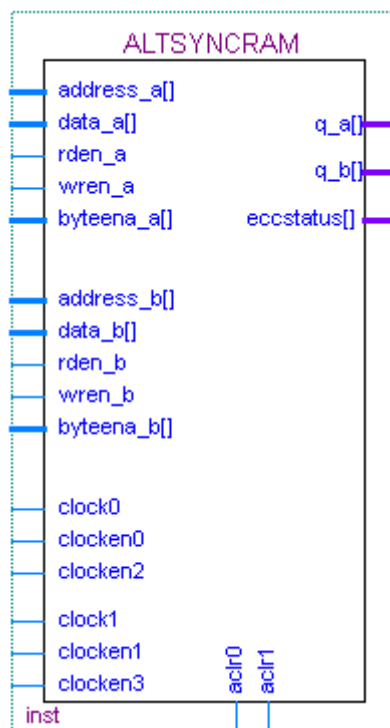 ALTSYNCRAM
address_a[]
data_a[]
q_a[]
rden_a
q_b[]
wren_a
byteena_a[]
eccstatus[]
address_b[]
data_b[]
rden_b
wren_b
byteena_b[]
clock0
clocken0
clocken2
clock1
clocken1
clocken3
aclr0
aclr1
inst